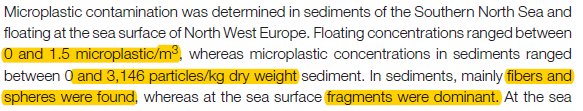 Microplastic contamination was determined in sediments of the Southern North Sea and
floating at the sea surface of North West Europe. Floating concentrations ranged between
0 and 1.5 microplastic/m³, whereas microplastic concentrations in sediments ranged
between 0 and 3,146 particles/kg dry weight sediment. In sediments, mainly fibers and
spheres were found, whereas at the sea surface fragments were dominant. At the sea